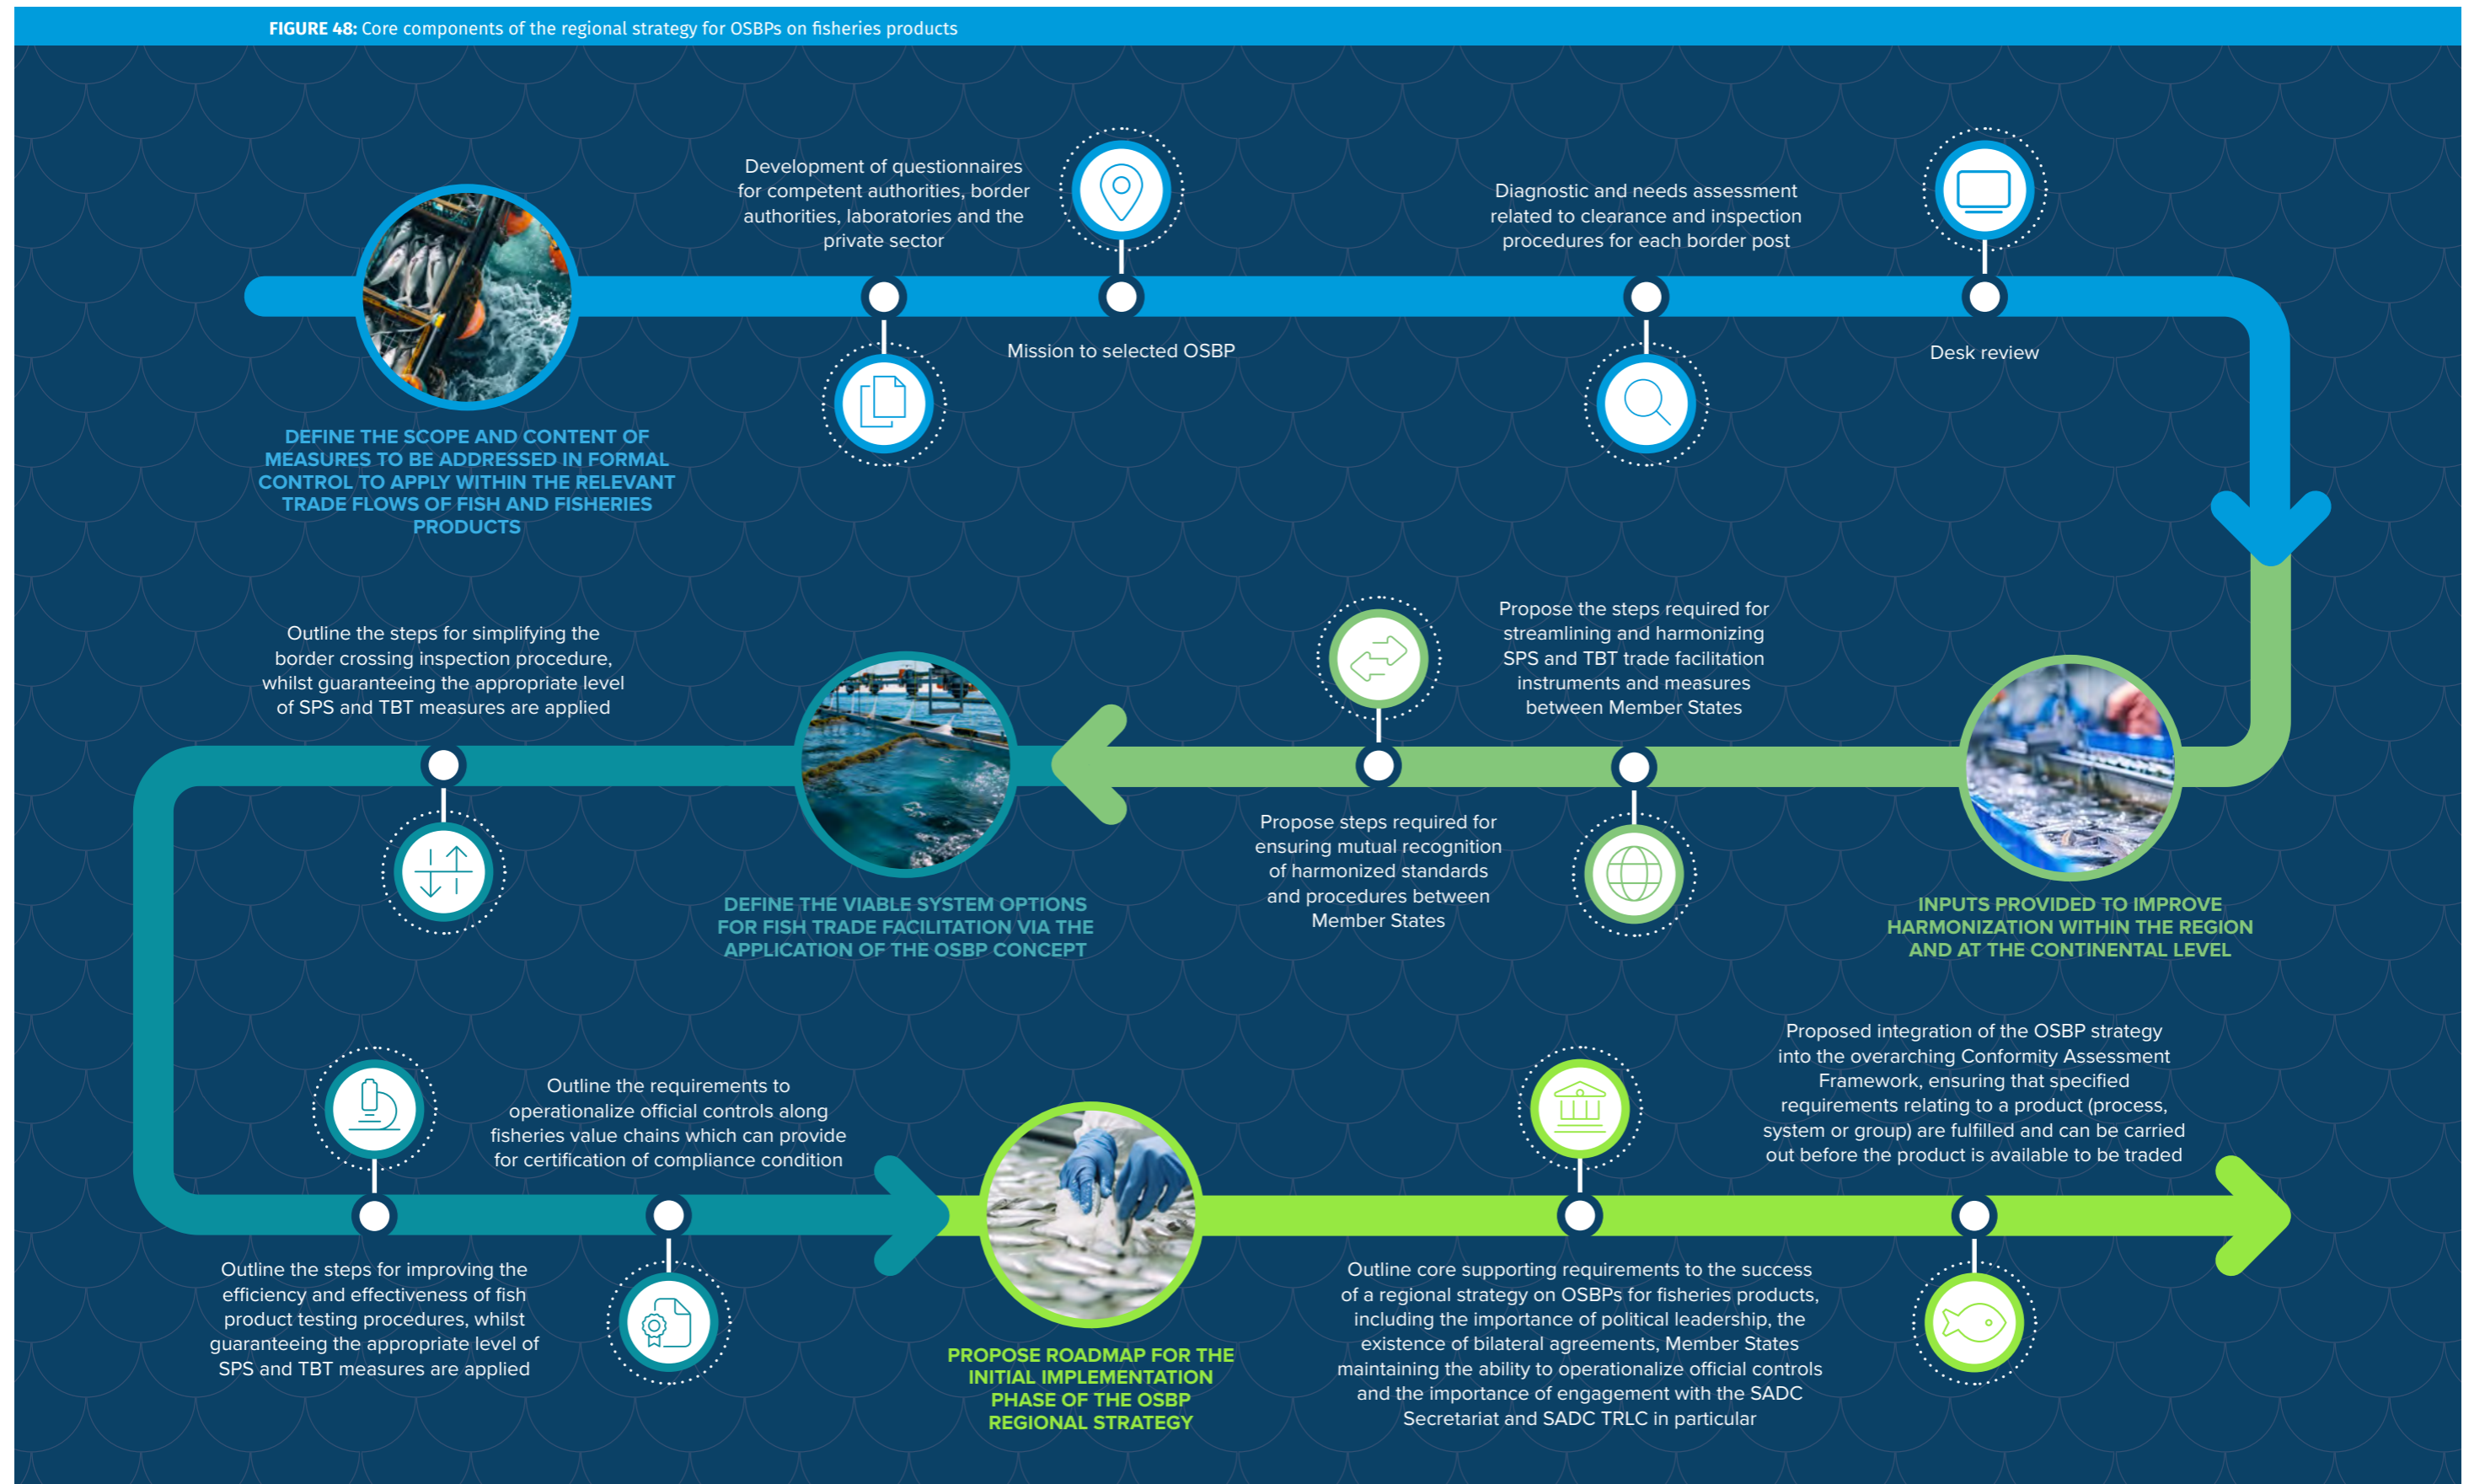 FIGURE 48: Core components of the regional strategy for OSBPs on fisheries products
DEFINE THE SCOPE AND CONTENT OF
MEASURES TO BE ADDRESSED IN FORMAL
CONTROL TO APPLY WITHIN THE RELEVANT
TRADE FLOWS OF FISH AND FISHERIES
PRODUCTS
Development of questionnaires
for competent authorities, border
authorities, laboratories and the
private sector
Mission to selected OSBP
Diagnostic and needs assessment
related to clearance and inspection
procedures for each border post
Desk review
INPUTS PROVIDED TO IMPROVE
HARMONIZATION WITHIN THE REGION
AND AT THE CONTINENTAL LEVEL
Propose the steps required for
streamlining and harmonizing
SPS and TBT trade facilitation
instruments and measures
between Member States
Propose steps required for
ensuring mutual recognition
of harmonized standards
and procedures between
Member States
DEFINE THE VIABLE SYSTEM OPTIONS
FOR FISH TRADE FACILITATION VIA THE
APPLICATION OF THE OSBP CONCEPT
Outline the steps for simplifying the
border crossing inspection procedure,
whilst guaranteeing the appropriate level
of SPS and TBT measures are applied
Outline the steps for improving the
efficiency and effectiveness of fish
product testing procedures, whilst
guaranteeing the appropriate level of
SPS and TBT measures are applied
Outline the requirements to
operationalize official controls along
fisheries value chains which can provide
for certification of compliance condition
PROPOSE ROADMAP FOR THE
INITIAL IMPLEMENTATION
PHASE OF THE OSBP
REGIONAL STRATEGY
Outline core supporting requirements to the success
of a regional strategy on OSBPs for fisheries products,
including the importance of political leadership, the
existence of bilateral agreements, Member States
maintaining the ability to operationalize official controls
and the importance of engagement with the SADC
Secretariat and SADC TRLC in particular
Proposed integration of the OSBP strategy
into the overarching Conformity Assessment
Framework, ensuring that specified
requirements relating to a product (process,
system or group) are fulfilled and can be carried
out before the product is available to be traded